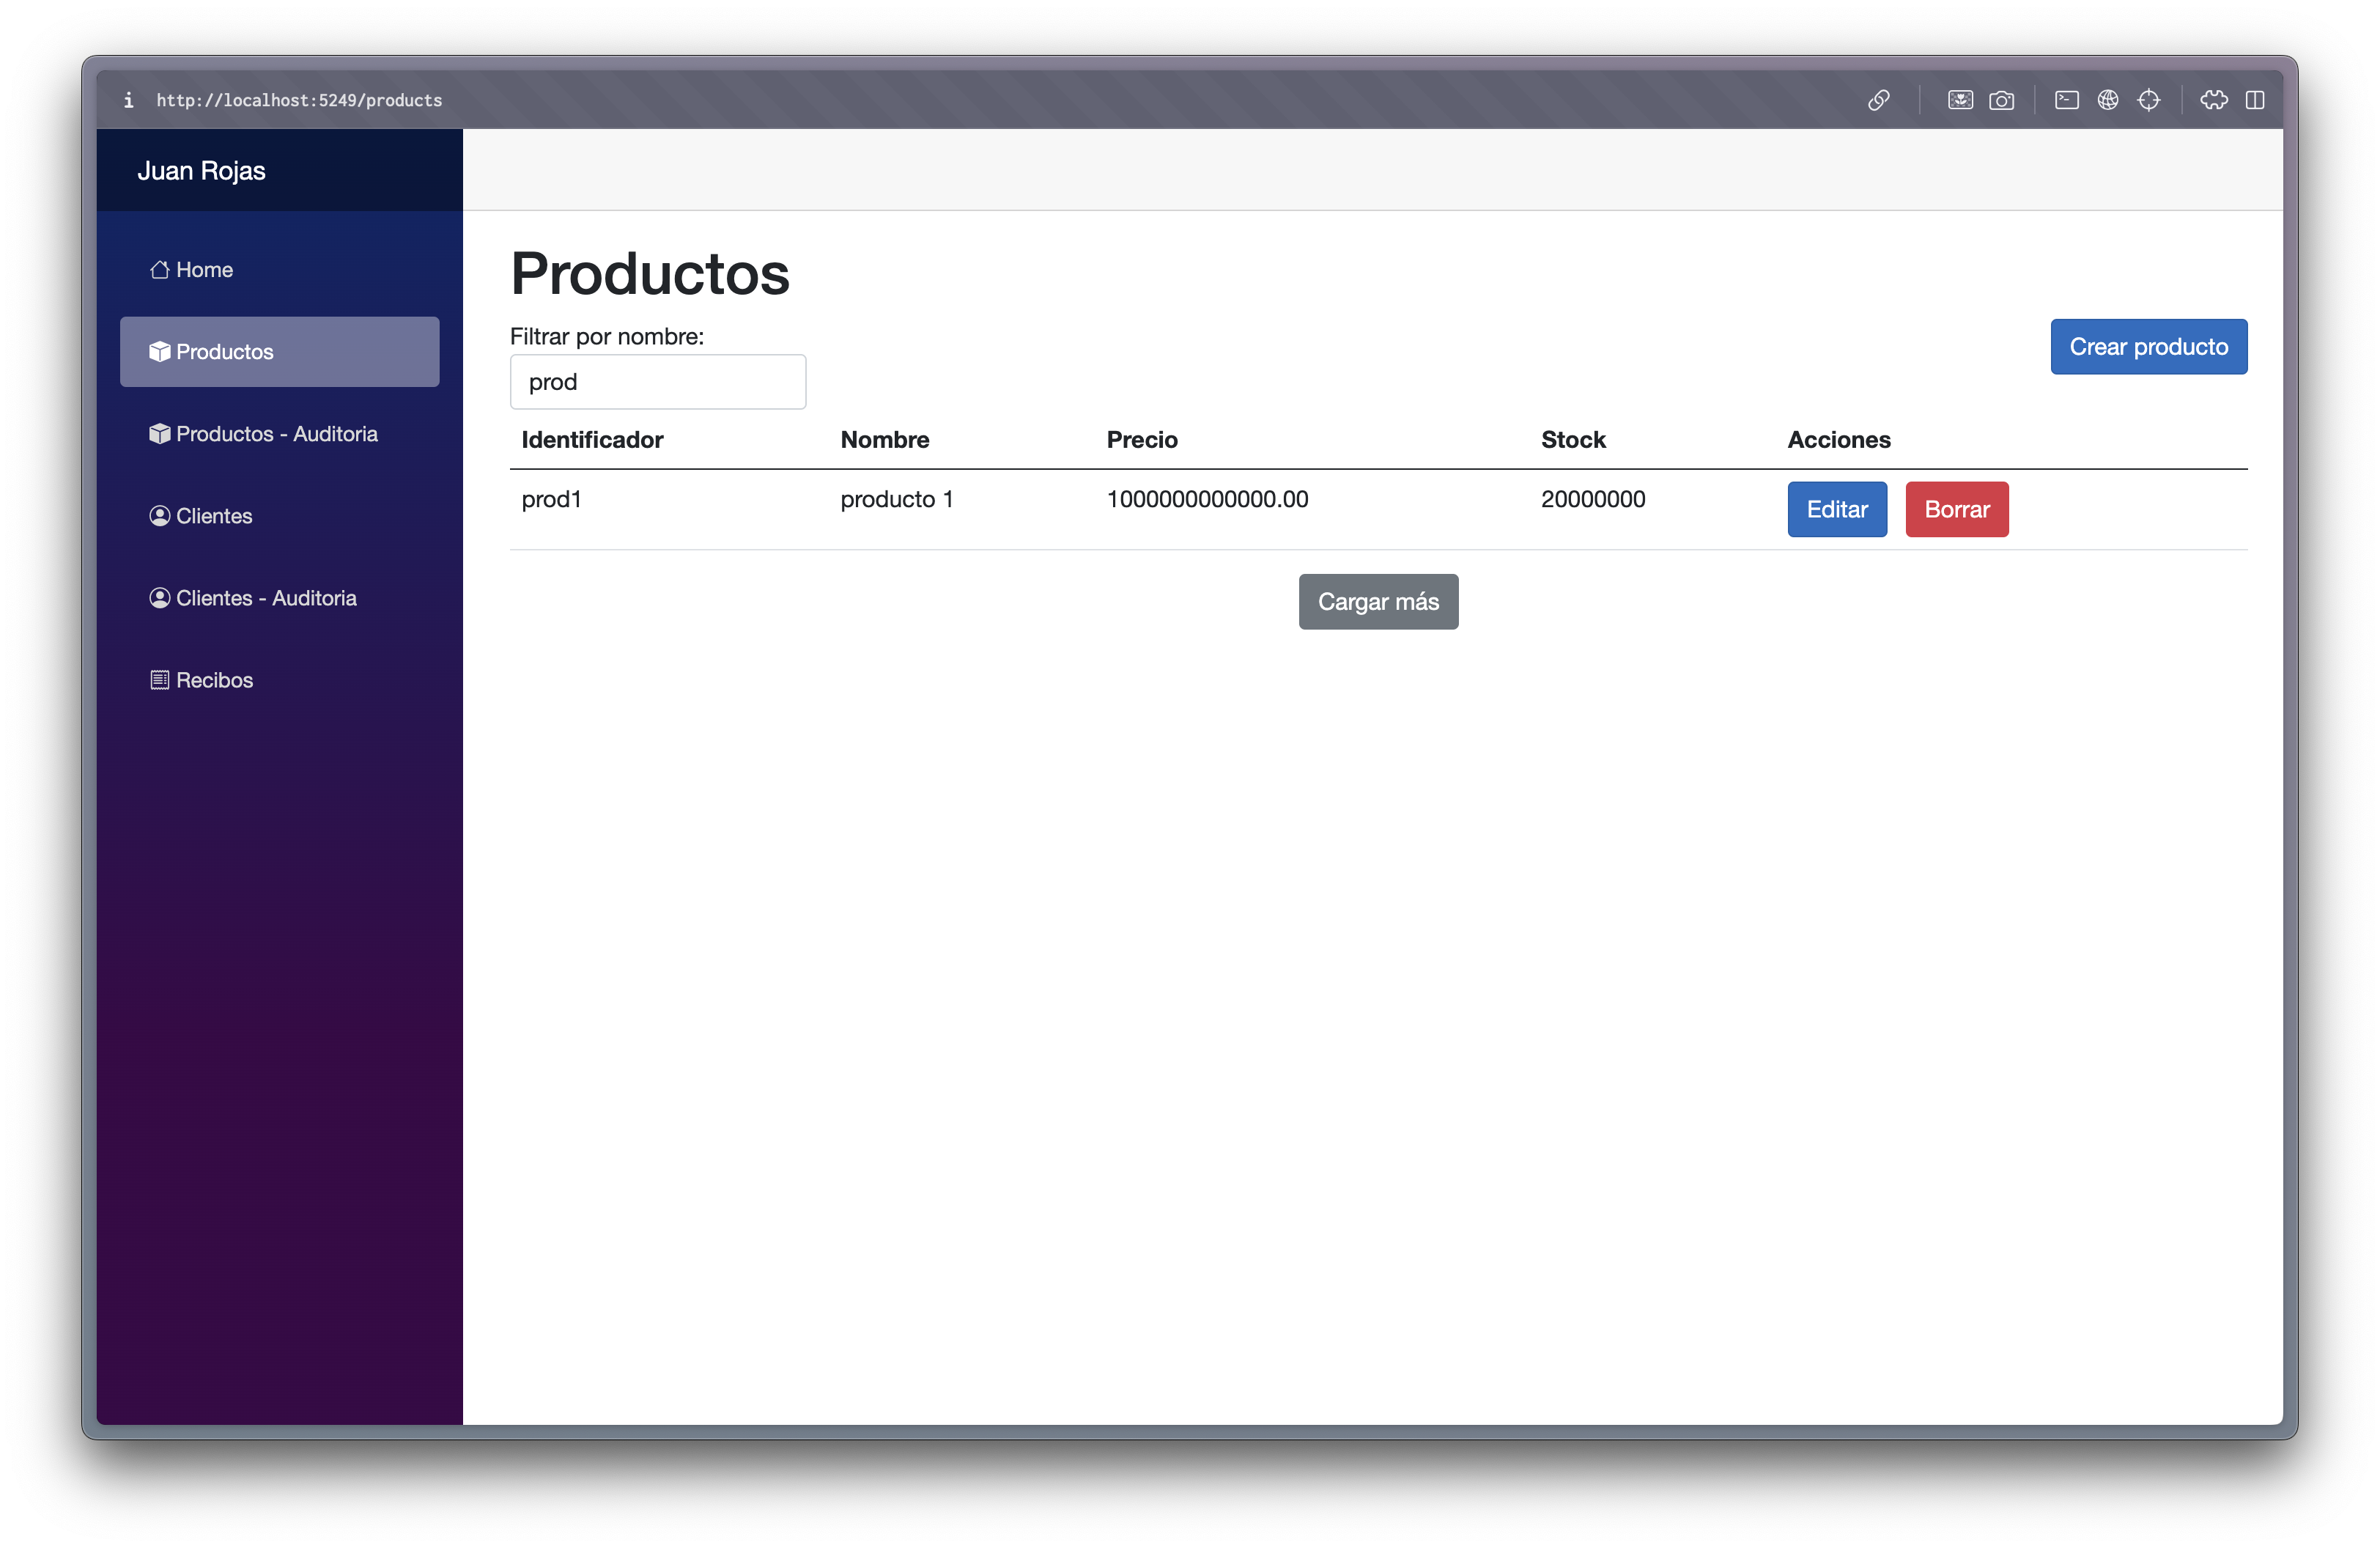 http://localhost:5249/products
Juan Rojas
Home
Productos
Productos - Auditoria
Clientes
Clientes - Auditoria
Recibos
Productos
Filtrar por nombre:
Crear producto
prod
Identificador Nombre Precio Stock Acciones
prod1 producto 1 1000000000000.00 20000000 Editar Borrar
Cargar más